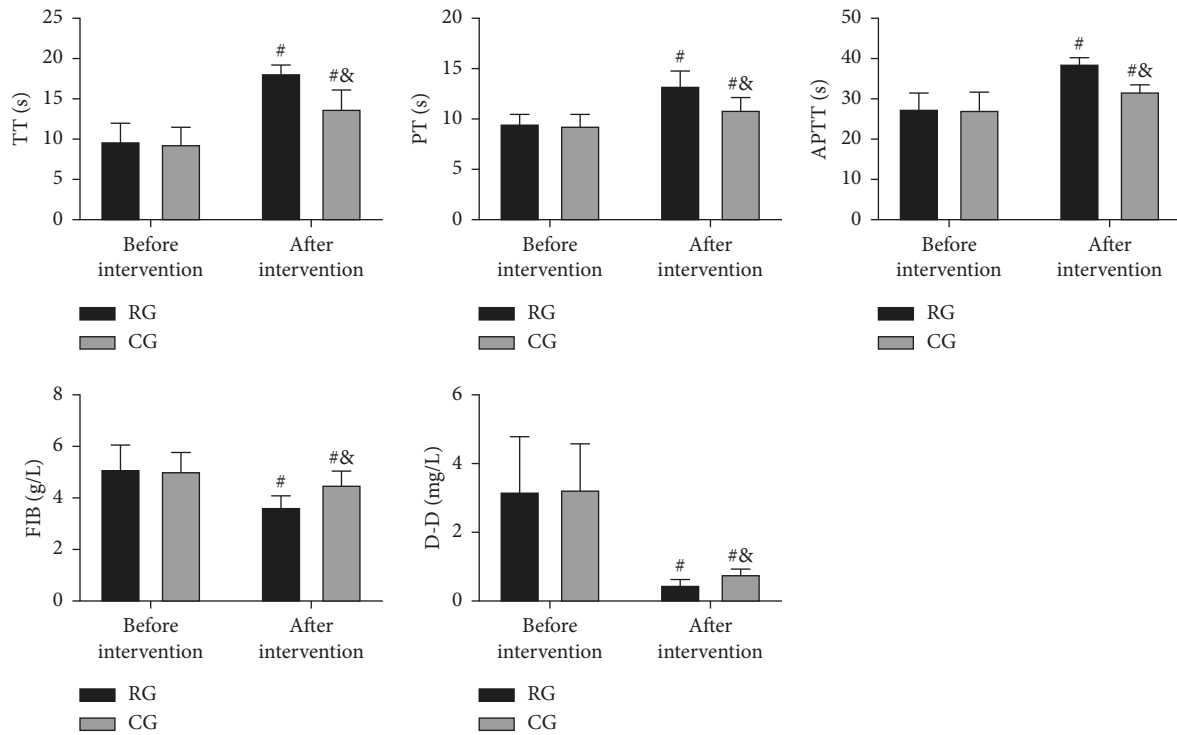 TT (s)
25
20
15
10
5
0
#
#&
Before
intervention
After
intervention
RG
CG
PT (s)
20
15
10
5
0
#
#&
Before
intervention
After
intervention
RG
CG
APTT (s)
50
40
30
20
10
0
#
#&
Before
intervention
After
intervention
RG
CG
FIB (g/L)
8
6
4
2
0
#
#&
Before
intervention
After
intervention
RG
CG
D-D (mg/L)
6
4
2
0
#
#&
Before
intervention
After
intervention
RG
CG